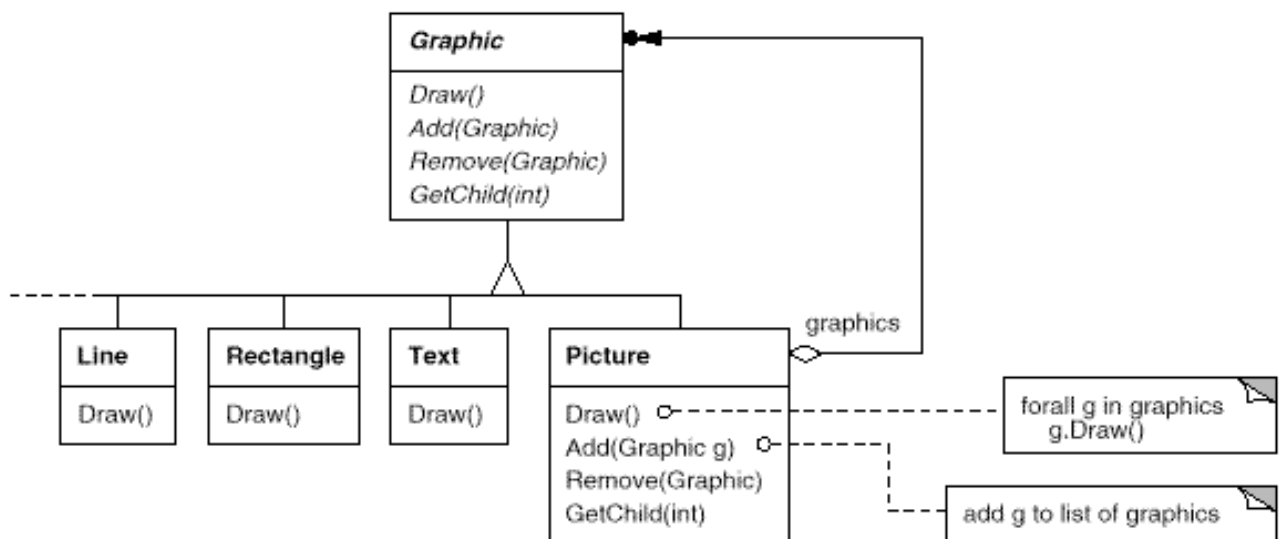 Graphic
Draw()
Add(Graphic)
Remove(Graphic)
GetChild(int)
graphics
Line
Draw()
Rectangle
Draw()
Text
Draw()
Picture
Draw()
Add(Graphic g)
Remove(Graphic)
GetChild(int)
forall g in graphics
g.Draw()
add g to list of graphics